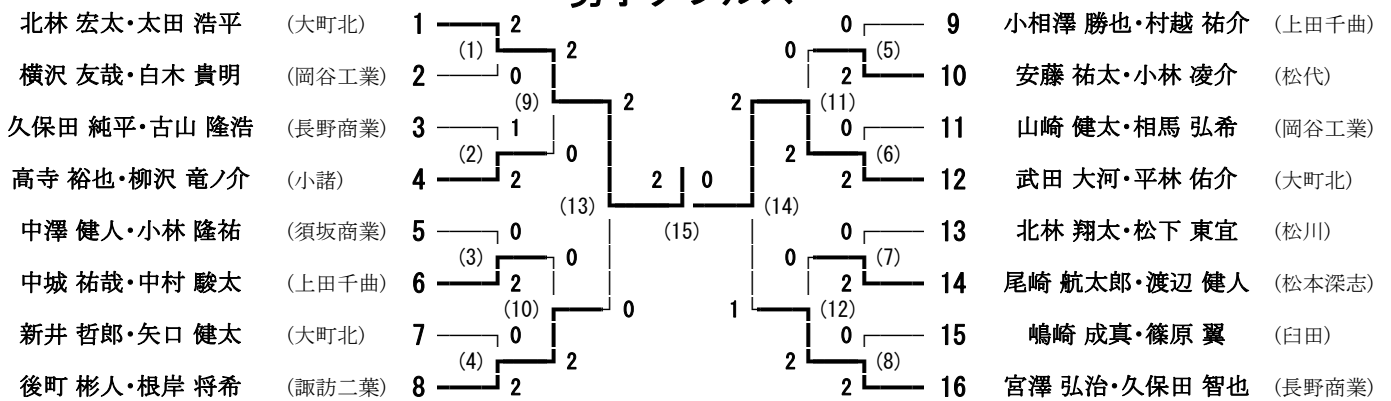 男子ダブルス
北林 宏太・太田 浩平 (大町北) 1 2 0 9 小相澤 勝也・村越 祐介 (上田千曲)
(1) 2 0 (5)
横沢 友哉・白木 貴明 (岡谷工業) 2 0 2 10 安藤 祐太・小林 凌介 (松代)
(9) 2 2 (11)
久保田 純平・古山 隆浩 (長野商業) 3 1 0 11 山崎 健太・相馬 弘希 (岡谷工業)
(2) 0 2 (6)
高寺 裕也・柳沢 竜ノ介 (小諸) 4 2 2 0 2 12 武田 大河・平林 佑介 (大町北)
(13) (15) (14)
中澤 健人・小林 隆祐 (須坂商業) 5 0 0 13 北林 翔太・松下 東宜 (松川)
(3) 0 0 (7)
中城 祐哉・中村 駿太 (上田千曲) 6 2 2 14 尾崎 航太郎・渡辺 健人 (松本深志)
(10) 0 1 (12)
新井 哲郎・矢口 健太 (大町北) 7 0 0 15 嶋崎 成真・篠原 翼 (臼田)
(4) 2 2 (8)
後町 彬人・根岸 将希 (諏訪二葉) 8 2 2 16 宮澤 弘治・久保田 智也 (長野商業)